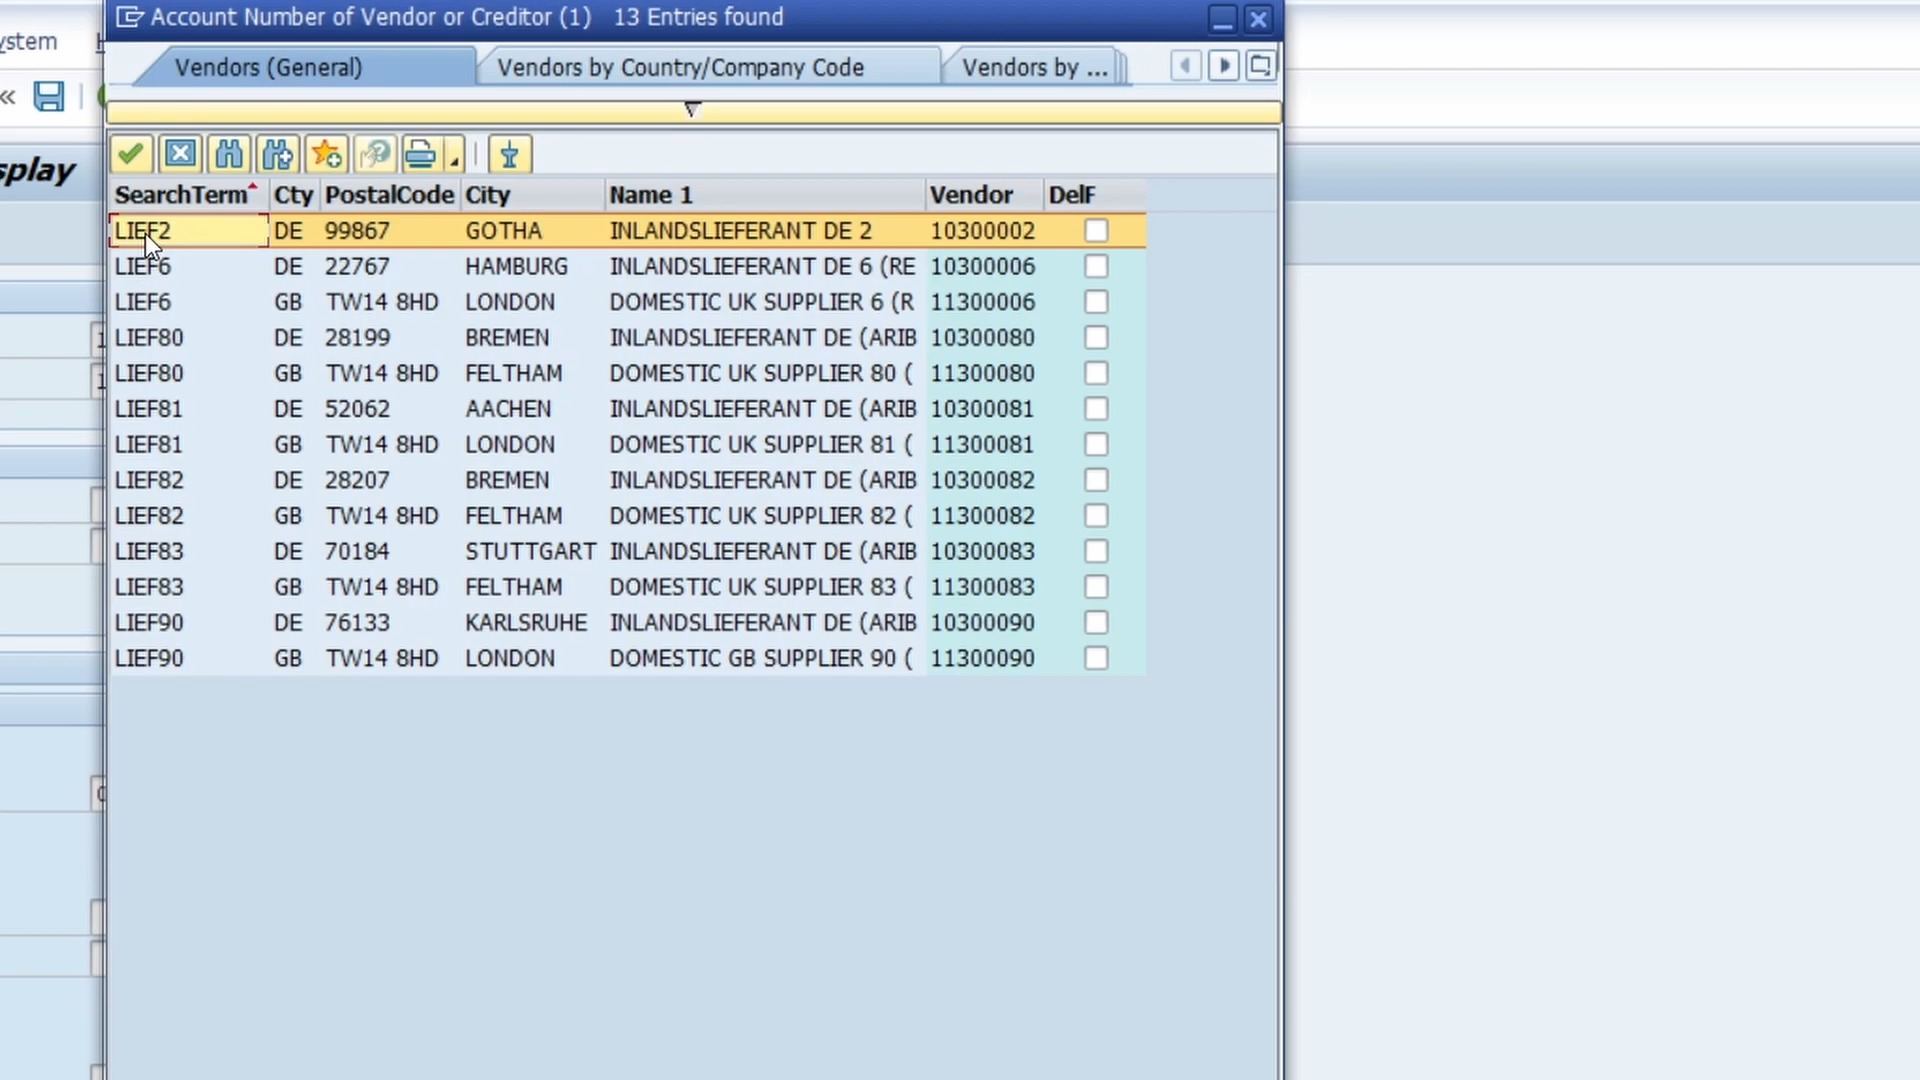 Account Number of Vendor or Creditor (1) 13 Entries found
ystem
Vendors (General) Vendors by Country/Company Code Vendors by ...
splay
SearchTerm Cty PostalCode City Name 1 Vendor DelF
LIEF2 DE 99867 GOTHA INLANDSLIEFERANT DE 2 10300002
LIEF6 DE 22767 HAMBURG INLANDSLIEFERANT DE 6 (RE 10300006
LIEF6 GB TW14 8HD LONDON DOMESTIC UK SUPPLIER 6 (R 11300006
LIEF80 DE 28199 BREMEN INLANDSLIEFERANT DE (ARIB 10300080
LIEF80 GB TW14 8HD FELTHAM DOMESTIC UK SUPPLIER 80 ( 11300080
LIEF81 DE 52062 AACHEN INLANDSLIEFERANT DE (ARIB 10300081
LIEF81 GB TW14 8HD LONDON DOMESTIC UK SUPPLIER 81 ( 11300081
LIEF82 DE 28207 BREMEN INLANDSLIEFERANT DE (ARIB 10300082
LIEF82 GB TW14 8HD FELTHAM DOMESTIC UK SUPPLIER 82 ( 11300082
LIEF83 DE 70184 STUTTGART INLANDSLIEFERANT DE (ARIB 10300083
LIEF83 GB TW14 8HD FELTHAM DOMESTIC UK SUPPLIER 83 ( 11300083
LIEF90 DE 76133 KARLSRUHE INLANDSLIEFERANT DE (ARIB 10300090
LIEF90 GB TW14 8HD LONDON DOMESTIC GB SUPPLIER 90 ( 11300090